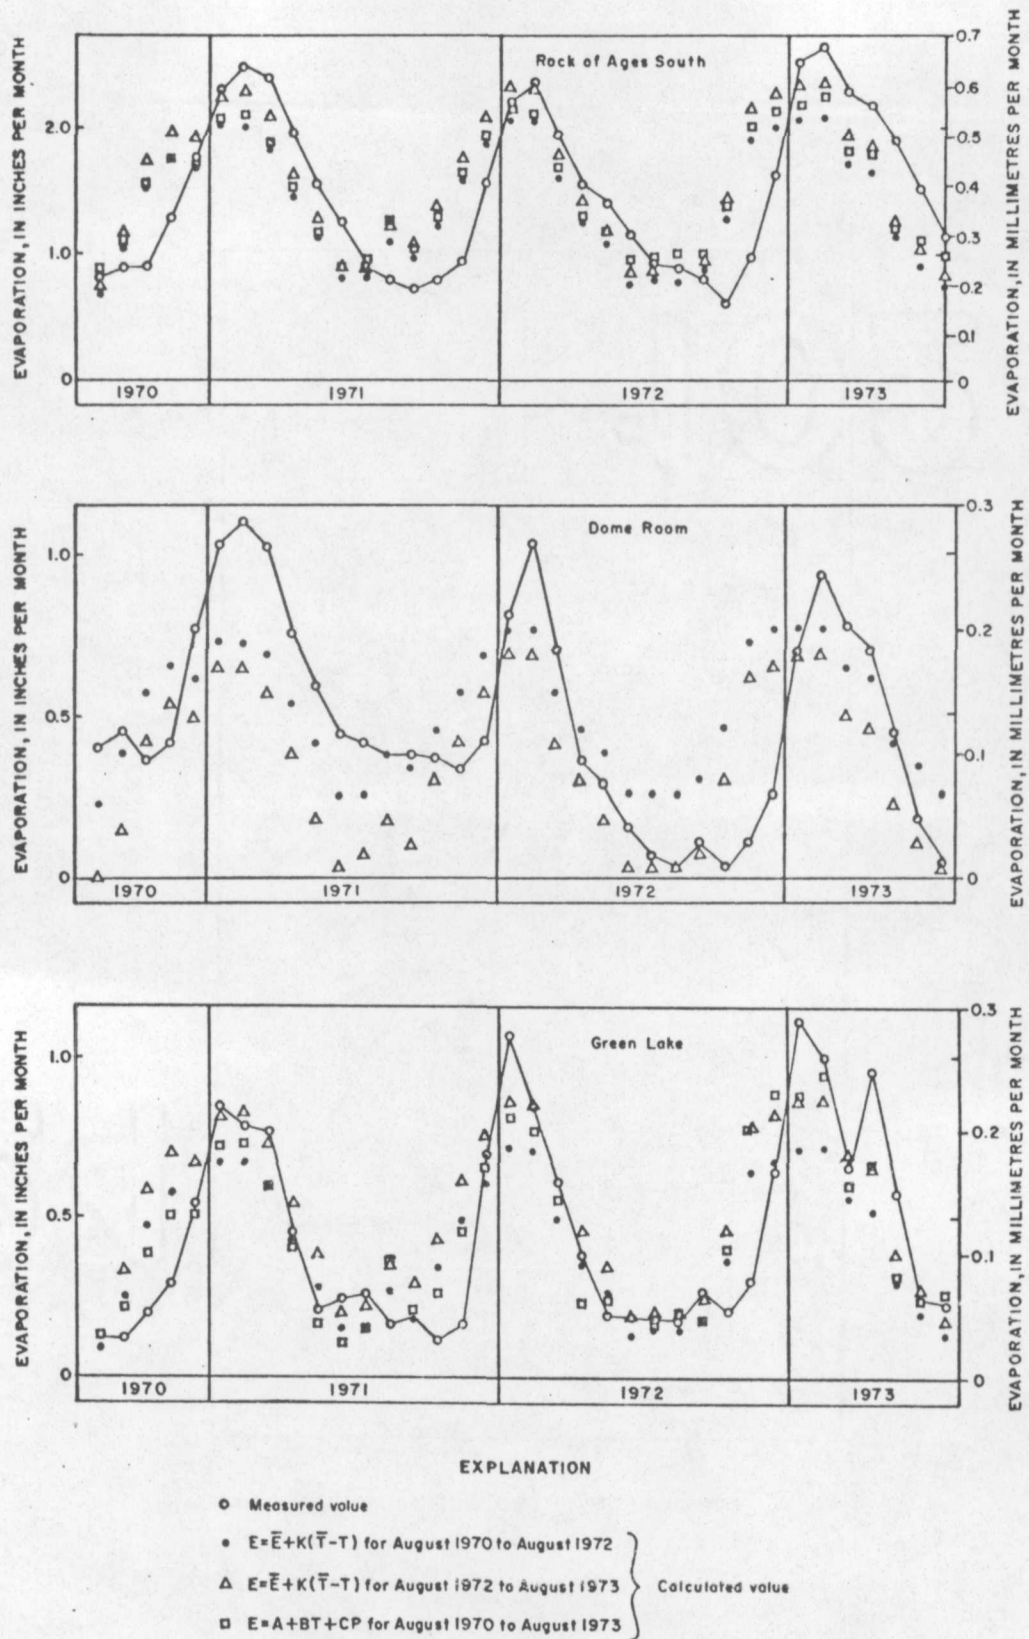 Rock of Ages South
EVAPORATION, IN INCHES PER MONTH
2.0
1.0
0
EVAPORATION, IN MILLIMETRES PER MONTH
0.7
0.6
0.5
0.4
0.3
0.2
0.1
0
1970
1971
1972
1973
Dome Room
EVAPORATION, IN INCHES PER MONTH
1.0
0.5
0
EVAPORATION, IN MILLIMETRES PER MONTH
0.3
0.2
0.1
0
1970
1971
1972
1973
Green Lake
EVAPORATION, IN INCHES PER MONTH
1.0
0.5
0
EVAPORATION, IN MILLIMETRES PER MONTH
0.3
0.2
0.1
0
1970
1971
1972
1973
EXPLANATION
Measured value
E=E̅+K(T̅-T) for August 1970 to August 1972
E=E̅+K(T̅-T) for August 1972 to August 1973
E=A+BT+CP for August 1970 to August 1973
Calculated value